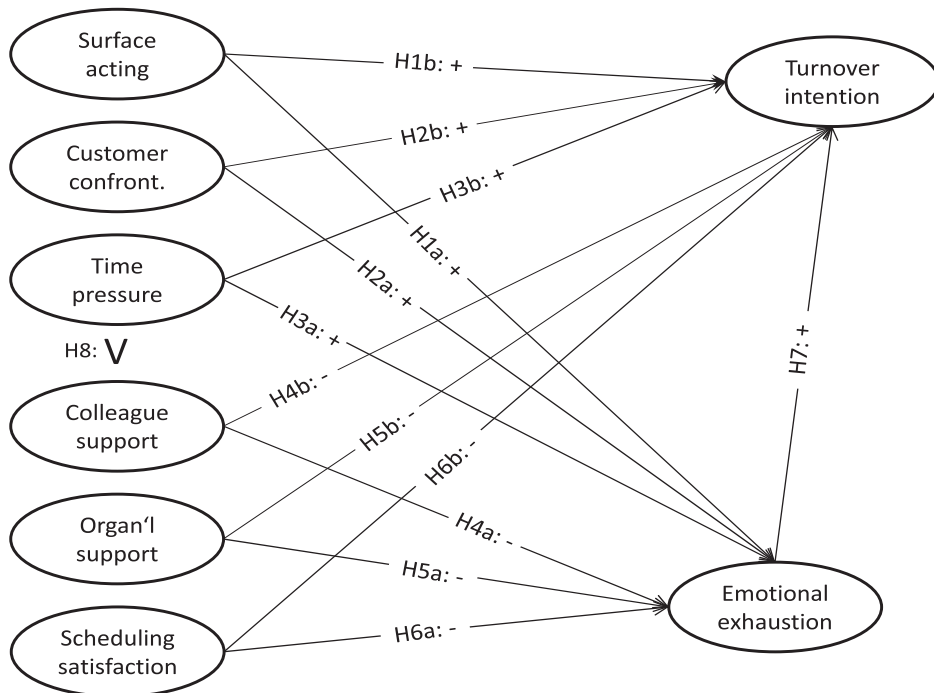 Surface
acting
Customer
confront.
Time
pressure
H8: V
Colleague
support
Organ‘l
support
Scheduling
satisfaction
H1b: +
H2b: +
H3b: +
H1a: +
H2a: +
H3a: +
H4b: -
H5b: -
H6b: -
H4a: -
H5a: -
H6a: -
H7: +
Turnover
intention
Emotional
exhaustion